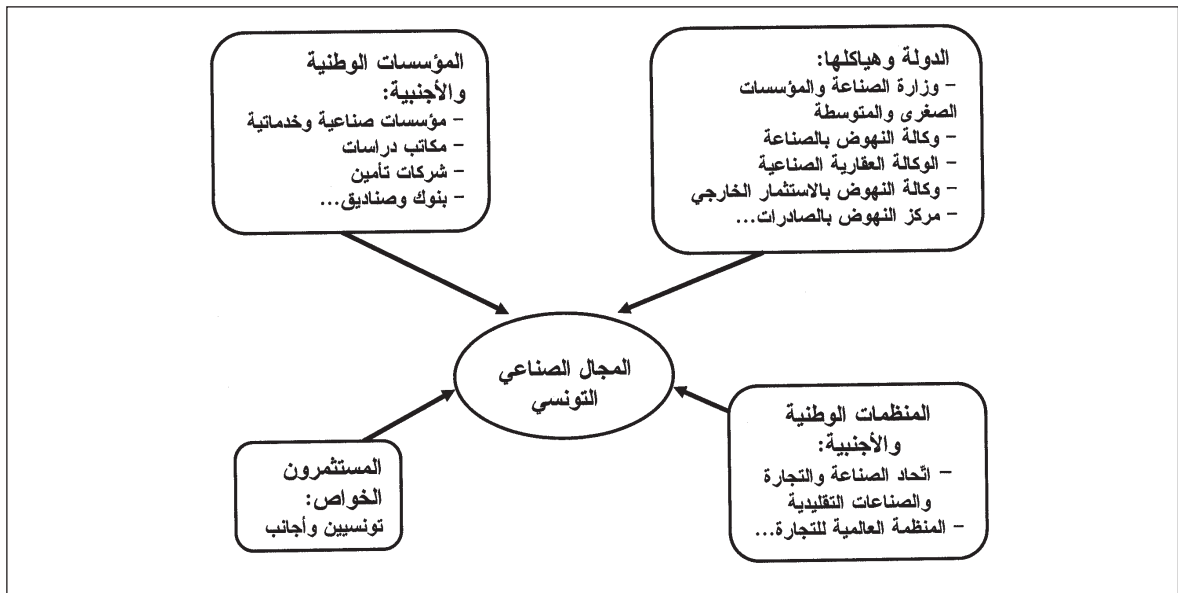 الدولة وهياكلها:
– وزارة الصناعة والمؤسسات
الصغرى والمتوسطة
– وكالة النهوض بالصناعة
– الوكالة العقارية الصناعية
– وكالة النهوض بالاستثمار الخارجي
– مركز النهوض بالصادرات...
المؤسسات الوطنية
والأجنبية:
– مؤسسات صناعية وخدماتية
– مكاتب دراسات
– شركات تأمين
– بنوك وصناديق...
المجال الصناعي
التونسي
المنظمات الوطنية
والأجنبية:
– اتّحاد الصناعة والتجارة
والصناعات التقليدية
– المنظمة العالمية للتجارة...
المستثمرون
الخواص:
تونسيين وأجانب